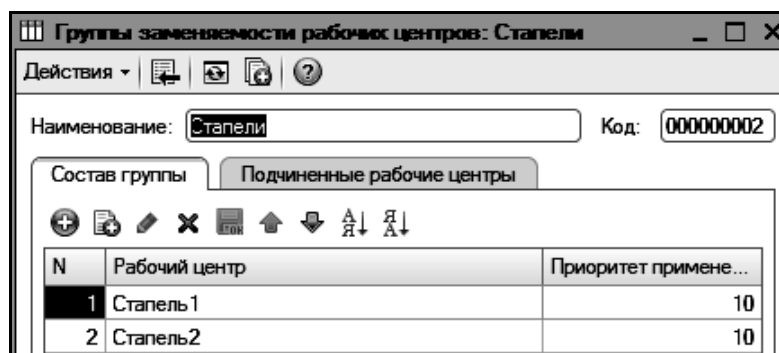 Группы заменяемости рабочих центров: Стапели
Действия
Наименование: Стапели Код: 000000002
Состав группы Подчиненные рабочие центры
N Рабочий центр Приоритет примене...
1 Стапель1 10
2 Стапель2 10